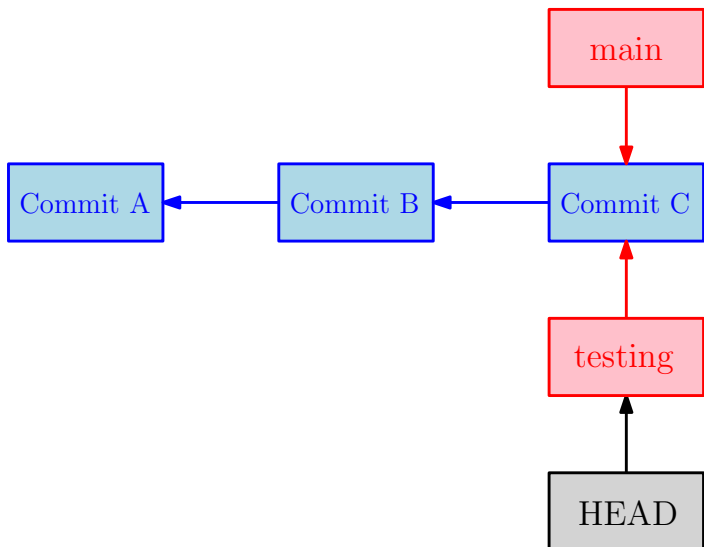 main
Commit A
Commit B
Commit C
testing
HEAD